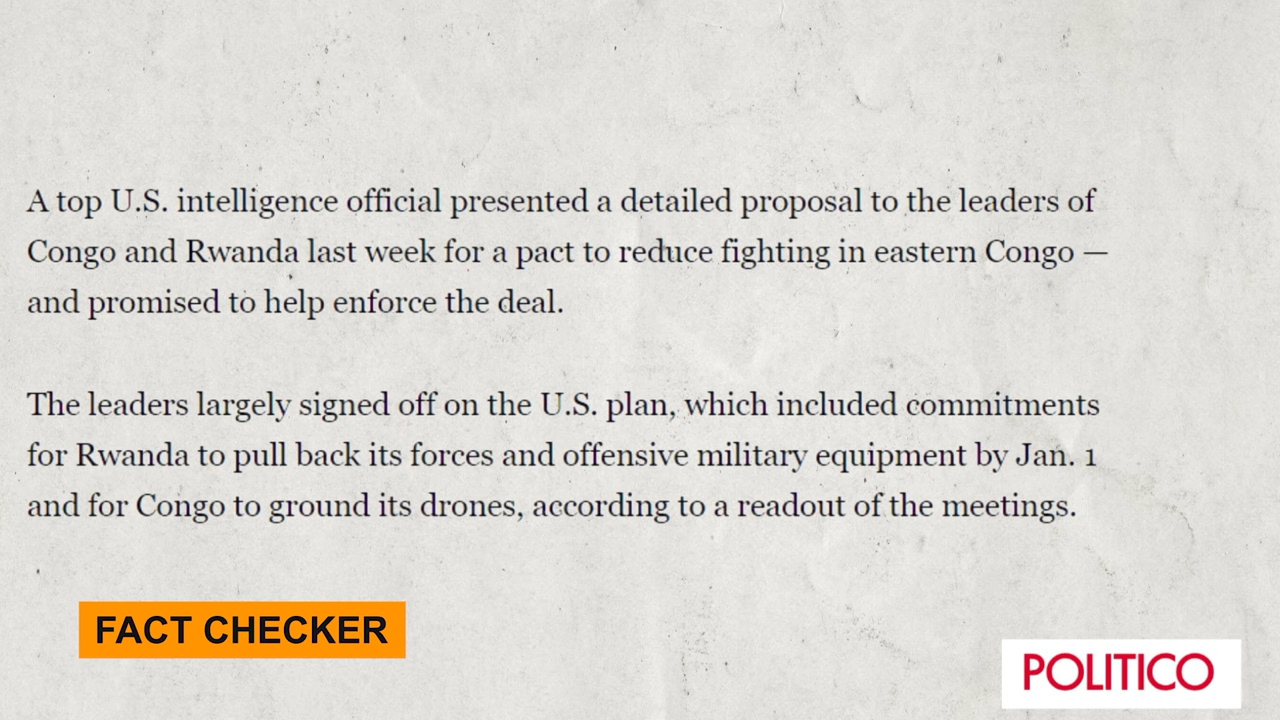 A top U.S. intelligence official presented a detailed proposal to the leaders of
Congo and Rwanda last week for a pact to reduce fighting in eastern Congo —
and promised to help enforce the deal.
The leaders largely signed off on the U.S. plan, which included commitments
for Rwanda to pull back its forces and offensive military equipment by Jan. 1
and for Congo to ground its drones, according to a readout of the meetings.
FACT CHECKER
POLITICO